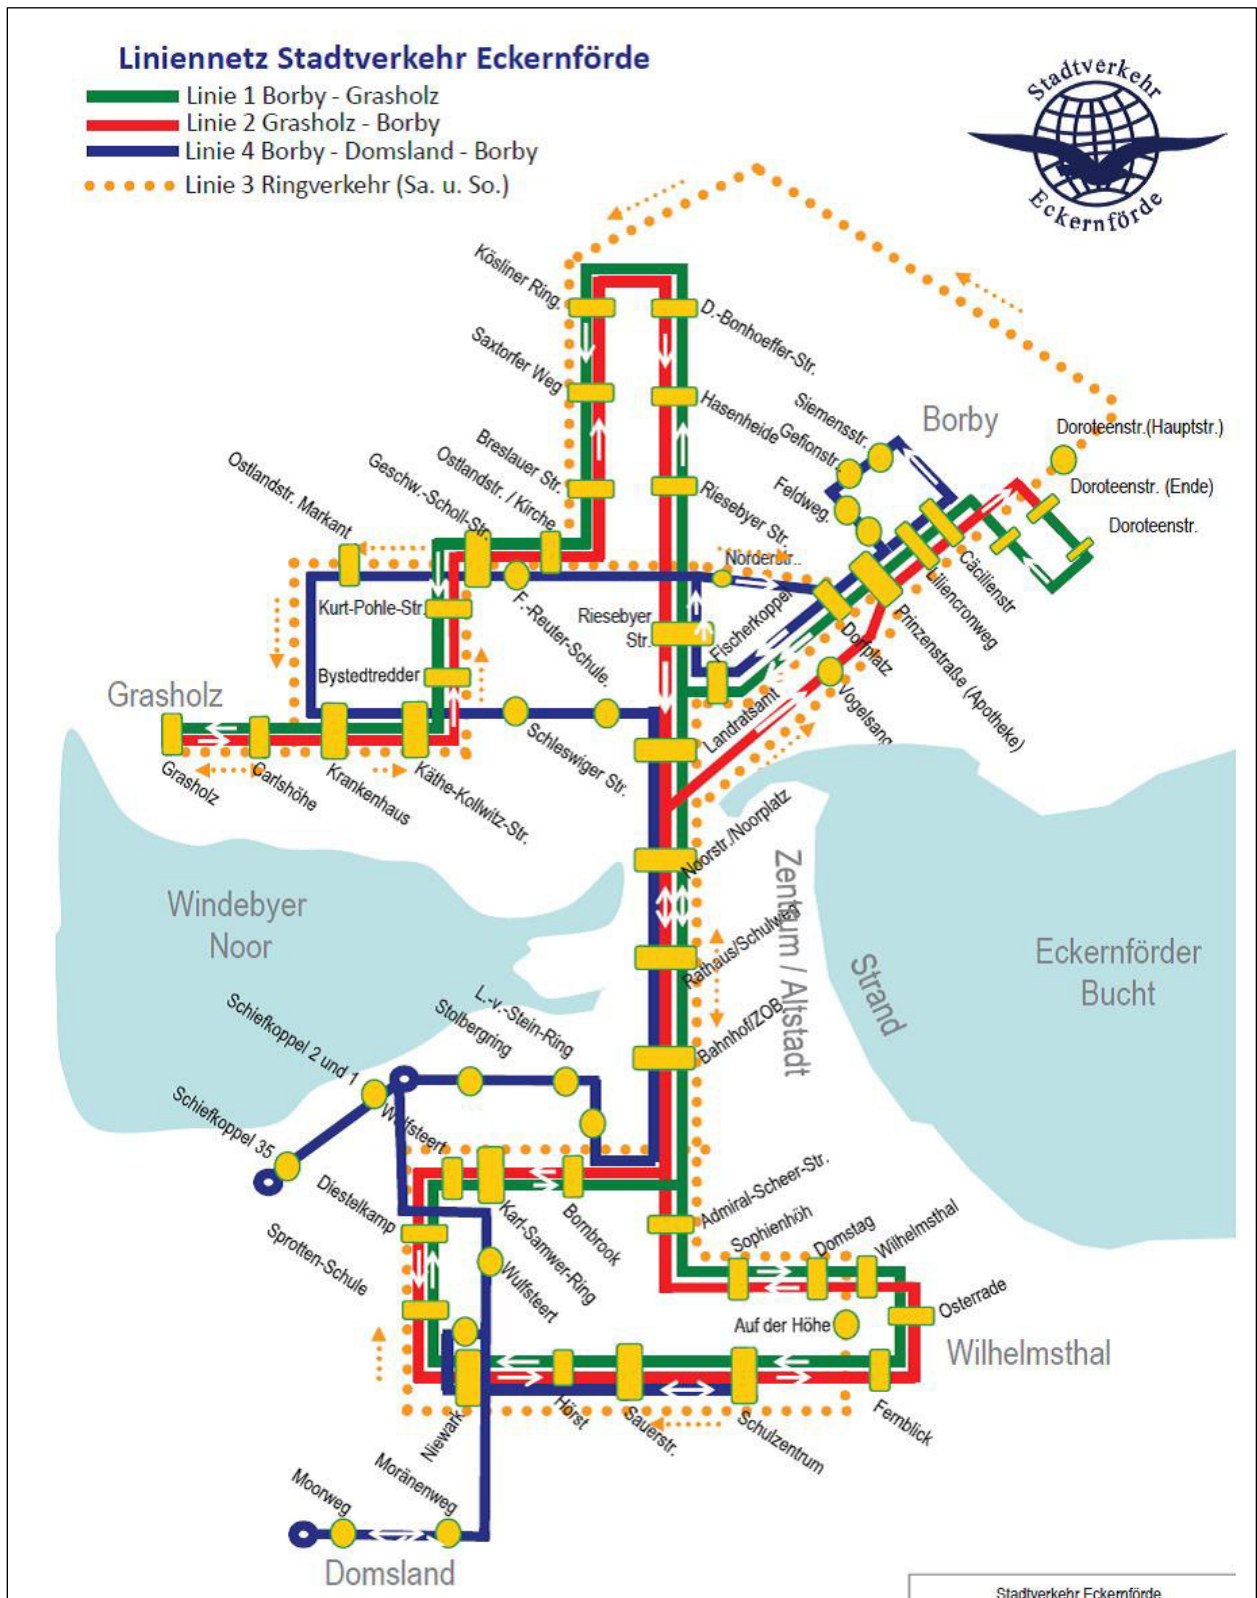 Liniennetz Stadtverkehr Eckernförde
Linie 1 Borby - Grasholz
Linie 2 Grasholz - Borby
Linie 4 Borby - Domsland - Borby
Linie 3 Ringverkehr (Sa. u. So.)
Stadtverkehr
Eckernförde
Kösliner Ring.
D.-Bonhoeffer-Str.
Saxtorfer Weg
Hasenheide
Siemensstr.
Gefionstr.
Feldweg.
Borby
Doroteenstr.(Hauptstr.)
Doroteenstr. (Ende)
Doroteenstr.
Breslauer Str.
Ostlandstr. / Kirche
Geschw.-Scholl-Str.
Ostlandstr. Markant
Riesebyer Str.
Norderstr..
Cäcilienstr
Liliencronweg
Prinzenstraße (Apotheke)
Dorfplatz
Fischerkoppel
Kurt-Pohle-Str
F.-Reuter-Schule.
Riesebyer
Str.
Bystedtredder
Vogelsang
Landratsamt
Grasholz
Grasholz
Carlshöhe
Krankenhaus
Käthe-Kollwitz-Str.
Schleswiger Str.
Noorstr./Noorplatz
Windebyer
Noor
Zentrum / Altstadt
Strand
Eckernförder
Bucht
Rathaus/Schulweg
Bahnhof/ZOB
L.-v.-Stein-Ring
Stolbergring
Schiefkoppel 2 und 1
Schiefkoppel 35
Wulfsteert
Diestelkamp
Sprotten-Schule
Karl-Samwer-Ring
Bornbrook
Wulfsteert
Admiral-Scheer-Str.
Sophienhöh
Domstag
Wilhelmsthal
Osterrade
Auf der Höhe
Wilhelmsthal
Niewark
Hörst
Sauerstr.
Schulzentrum
Fernblick
Moorweg
Moränenweg
Domsland
Stadtverkehr Eckernförde